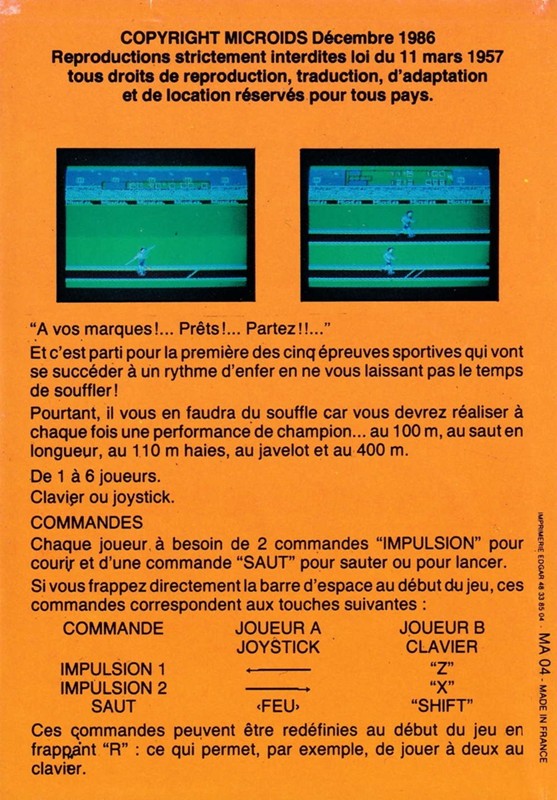 COPYRIGHT MICROIDS Décembre 1986
Reproductions strictement interdites loi du 11 mars 1957
tous droits de reproduction, traduction, d'adaptation
et de location réservés pour tous pays.
“A vos marques!... Prêts!... Partez!!...”
Et c'est parti pour la première des cinq épreuves sportives qui vont
se succéder à un rythme d'enfer en ne vous laissant pas le temps
de souffler!
Pourtant, il vous en faudra du souffle car vous devrez réaliser à
chaque fois une performance de champion... au 100 m, au saut en
longueur, au 110 m haies, au javelot et au 400 m.
De 1 à 6 joueurs.
Clavier ou joystick.
COMMANDES
Chaque joueur à besoin de 2 commandes “IMPULSION” pour
courir et d'une commande “SAUT” pour sauter ou pour lancer.
Si vous frappez directement la barre d'espace au début du jeu, ces
commandes correspondent aux touches suivantes :
COMMANDE JOUEUR A JOUEUR B
JOYSTICK CLAVIER
IMPULSION 1 ← “Z”
IMPULSION 2 → “X”
SAUT ‹FEU› “SHIFT”
Ces commandes peuvent être redéfinies au début du jeu en
frappant “R” : ce qui permet, par exemple, de jouer à deux au
clavier.
IMPRIMERIE EDGAR 48 33 85 04 - MA 04 - MADE IN FRANCE